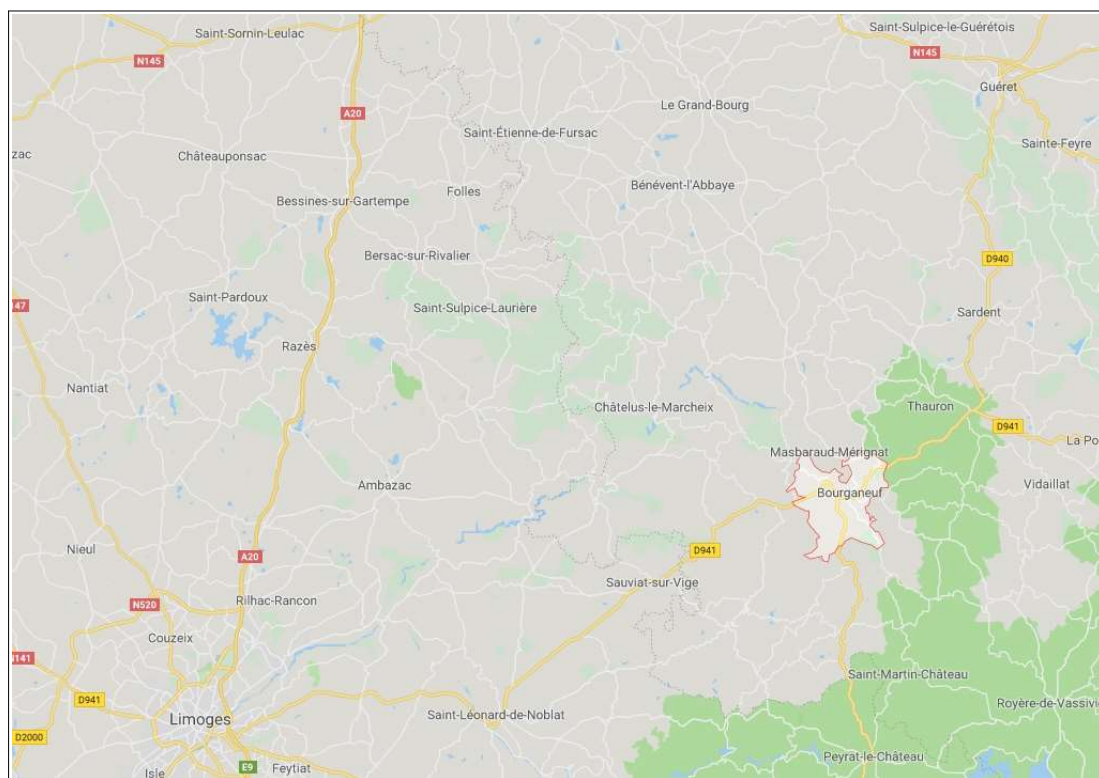 Saint-Sornin-Leulac
Saint-Sulpice-le-Guérétois
N145
N145
Guéret
A20
Le Grand-Bourg
Saint-Étienne-de-Fursac
Sainte-Feyre
zac
Châteauponsac
Bénévent-l'Abbaye
Folles
Bessines-sur-Gartempe
Bersac-sur-Rivalier
D940
Saint-Pardoux
47
Saint-Sulpice-Laurière
Sardent
Razès
Nantiat
Châtelus-le-Marcheix
Thauron
D941
La Po
Masbaraud-Mérignat
Ambazac
Bourganeuf
Vidaillat
Nieul
A20
D941
Sauviat-sur-Vige
N520
Rilhac-Rancon
Couzeix
N141
Saint-Martin-Château
D941
Royère-de-Vassivi
Limoges
Saint-Léonard-de-Noblat
D2000
Peyrat-le-Château
Isle
E9
Feytiat